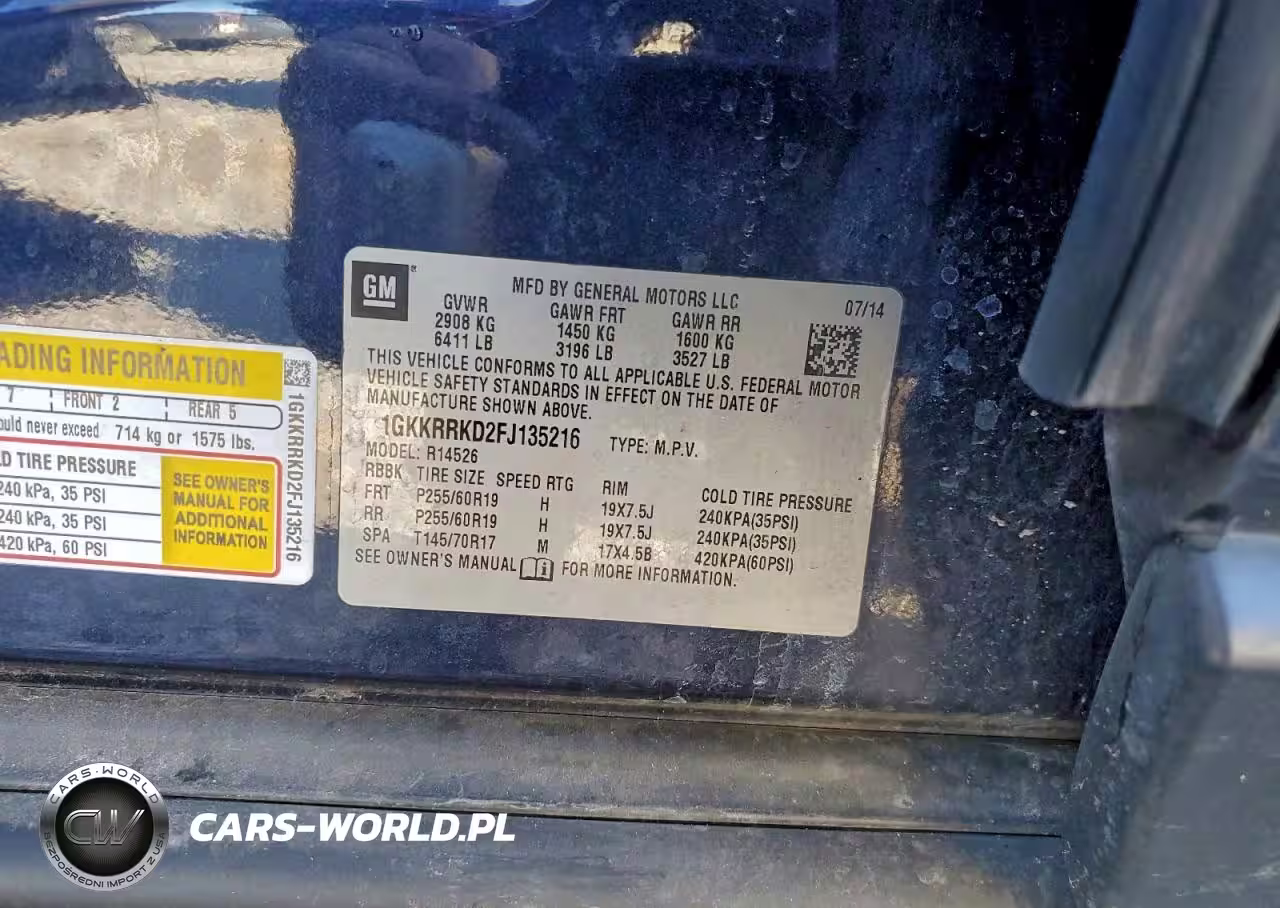 ADING INFORMATION
7 FRONT 2 REAR 5
ould never exceed 714 kg or 1575 lbs.
D TIRE PRESSURE
240 kPa, 35 PSI
240 kPa, 35 PSI
420 kPa, 60 PSI
SEE OWNER'S
MANUAL FOR
ADDITIONAL
INFORMATION
1GKKRRKD2FJ135216
GM
MFD BY GENERAL MOTORS LLC
07/14
GVWR GAWR FRT GAWR RR
2908 KG 1450 KG 1600 KG
6411 LB 3196 LB 3527 LB
THIS VEHICLE CONFORMS TO ALL APPLICABLE U.S. FEDERAL MOTOR
VEHICLE SAFETY STANDARDS IN EFFECT ON THE DATE OF
MANUFACTURE SHOWN ABOVE.
1GKKRRKD2FJ135216 TYPE: M.P.V.
MODEL: R14526
RBBK TIRE SIZE SPEED RTG RIM COLD TIRE PRESSURE
FRT P255/60R19 H 19X7.5J 240KPA(35PSI)
RR P255/60R19 H 19X7.5J 240KPA(35PSI)
SPA T145/70R17 M 17X4.5B 420KPA(60PSI)
SEE OWNER'S MANUAL FOR MORE INFORMATION.
CARS-WORLD
CW
BEZPOŚREDNI IMPORT Z USA
CARS-WORLD.PL